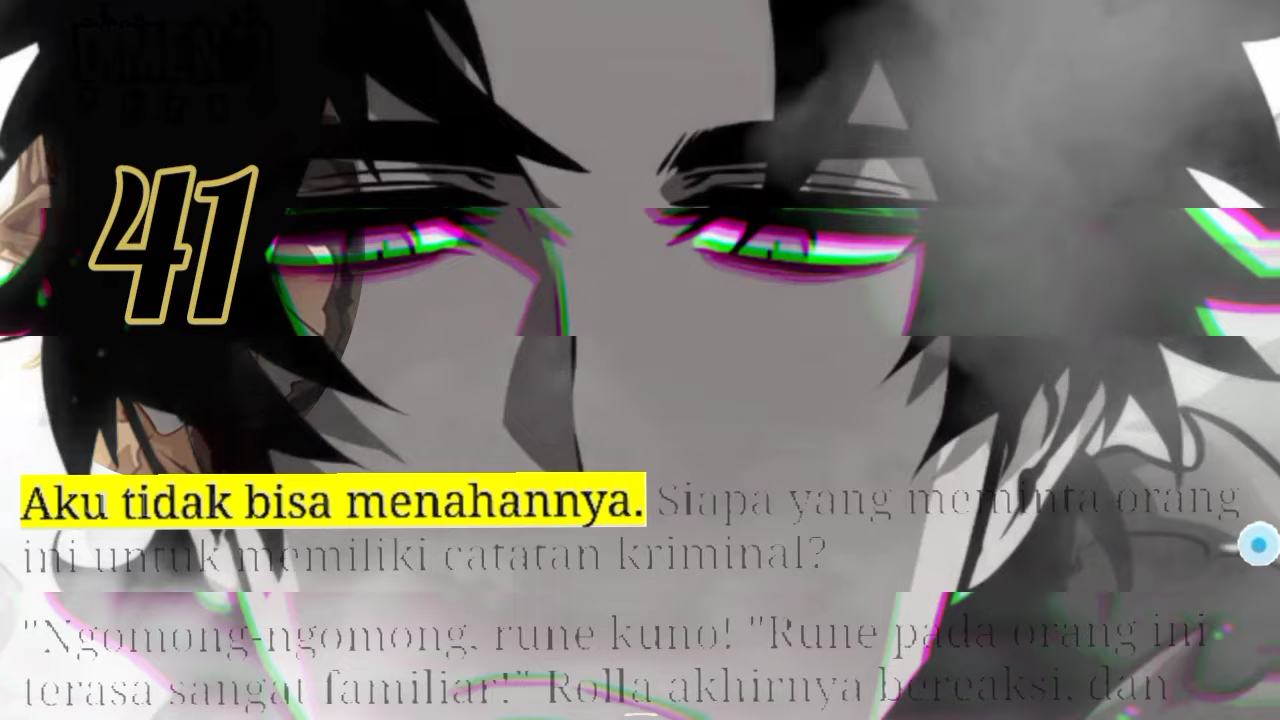 41
Aku tidak bisa menahannya. Siapa yang meminta orang
ini untuk memiliki catatan kriminal?
"Ngomong-ngomong, rune kuno! "Rune pada orang ini
terasa sangat familiar!" Rolla akhirnya bereaksi, dan